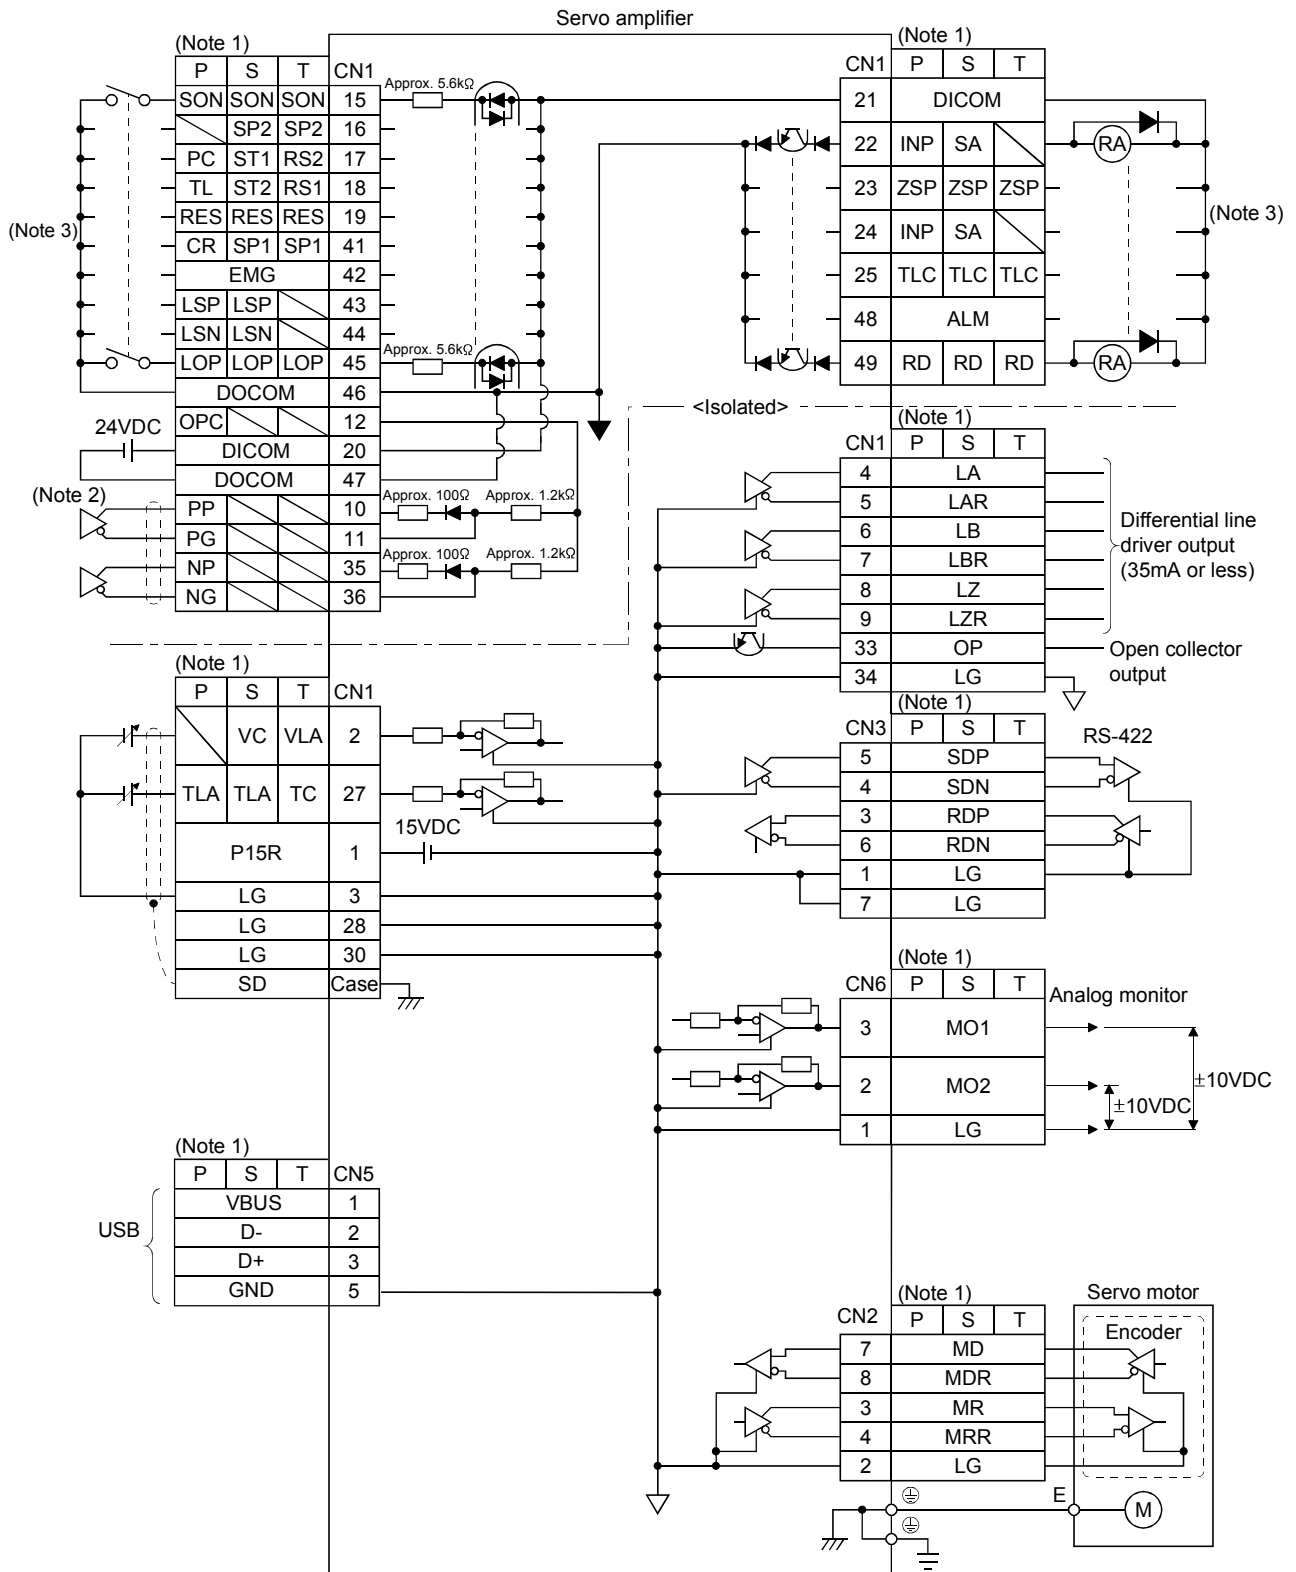 Servo amplifier
(Note 1)
P S T CN1
SON SON SON 15 Approx. 5.6kΩ
SP2 SP2 16
PC ST1 RS2 17
TL ST2 RS1 18
RES RES RES 19
(Note 3)
CR SP1 SP1 41
EMG 42
LSP LSP 43
LSN LSN 44
LOP LOP LOP 45 Approx. 5.6kΩ
DOCOM 46
OPC 12
24VDC
DICOM 20
DOCOM 47
(Note 2)
PP 10 Approx. 100Ω Approx. 1.2kΩ
PG 11
NP 35 Approx. 100Ω Approx. 1.2kΩ
NG 36
(Note 1)
CN1 P S T
21 DICOM
22 INP SA RA
23 ZSP ZSP ZSP
(Note 3)
24 INP SA
25 TLC TLC TLC
48 ALM
49 RD RD RD RA
<Isolated>
(Note 1)
CN1 P S T
4 LA
5 LAR
6 LB
7 LBR
8 LZ
9 LZR
Differential line
driver output
(35mA or less)
33 OP
34 LG
Open collector
output
(Note 1)
P S T CN1
VC VLA 2
TLA TLA TC 27
15VDC
P15R 1
LG 3
LG 28
LG 30
SD Case
(Note 1)
CN3 P S T
RS-422
5 SDP
4 SDN
3 RDP
6 RDN
1 LG
7 LG
(Note 1)
CN6 P S T
Analog monitor
3 MO1
2 MO2
1 LG
±10VDC
±10VDC
(Note 1)
P S T CN5
USB
VBUS 1
D- 2
D+ 3
GND 5
(Note 1)
CN2 P S T
Servo motor
Encoder
7 MD
8 MDR
3 MR
4 MRR
2 LG
E
M